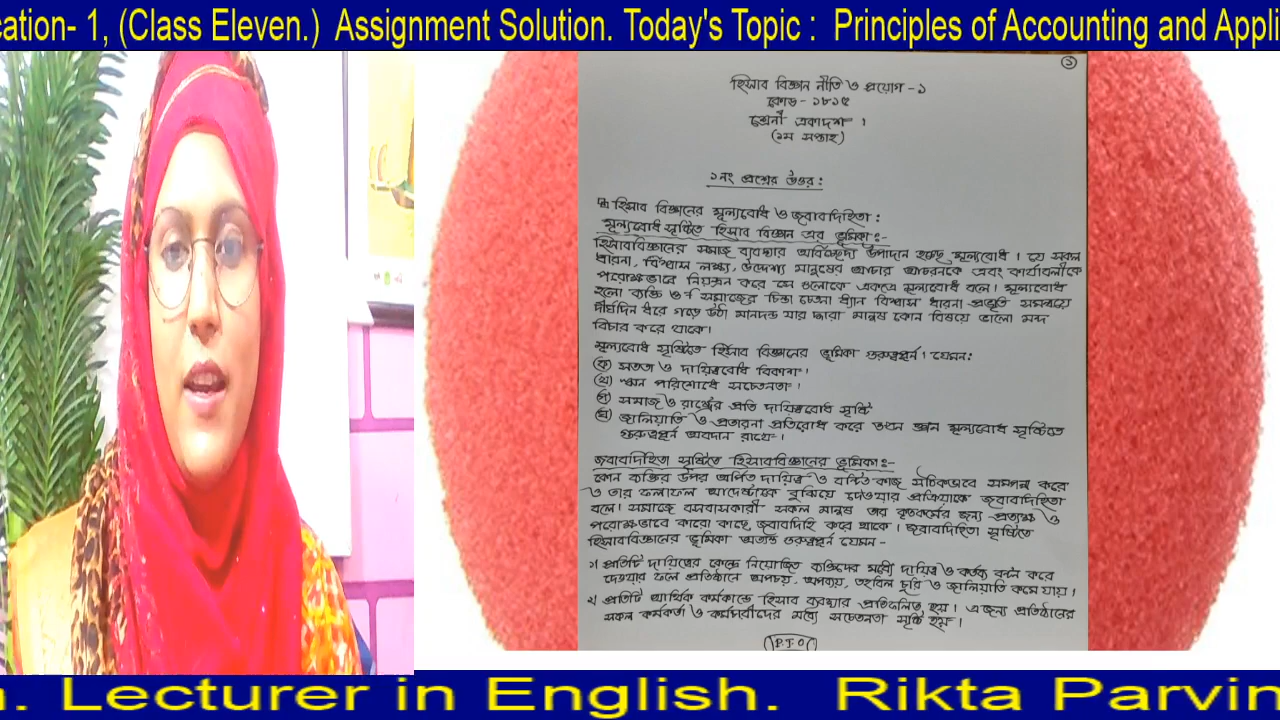 cation- 1, (Class Eleven.)  Assignment Solution. Today's Topic :  Principles of Accounting and Appli
১
হিসাব বিজ্ঞান নীতি ও প্রয়োগ - ১
কোড - ১৮১৫
শ্রেনী একাদশ ।
(১ম সপ্তাহ)
১নং প্রশ্নের উত্তর :
হিসাব বিজ্ঞানের মূল্যবোধ ও জবাবদিহিতা :
মূল্যবোধ সৃষ্টিতে হিসাব বিজ্ঞান এর ভূমিকা :-
হিসাববিজ্ঞানের সমাজ ব্যবস্থার অবিচ্ছেদ্য উপাদান হচ্ছে মূল্যবোধ । যে সকল
ধারনা, বিশ্বাস লক্ষ্য, উদ্দেশ্য মানুষের আচার আচরনকে এবং কার্যাবলীকে
পরোক্ষভাবে নিয়ন্ত্রন করে সে গুলোকে একত্রে মূল্যবোধ বলে । মূল্যবোধ
হলো ব্যক্তি ও সমাজের চিন্তা চেতনা ধ্যান বিশ্বাস ধারনা প্রভৃতি সমন্বয়ে
দীর্ঘদিন ধরে গড়ে উঠা মানদন্ড যার দ্বারা মানুষ কোন বিষয়ে ভালো মন্দ
বিচার করে থাকে।
মূল্যবোধ সৃষ্টিতে হিসাব বিজ্ঞানের ভূমিকা গুরুত্বপূর্ন । যেমন:
(ক) সততা ও দায়িত্ববোধ বিকাশ ।
(খ) ঋন পরিশোধে সচেতনতা ।
(গ) সমাজ ও রাষ্ট্রের প্রতি দায়িত্ববোধ সৃষ্টি
(ঘ) জালিয়াতি ও প্রতারনা প্রতিরোধ করে মূল্যবোধ সৃষ্টিতে
গুরুত্বপূর্ন অবদান রাখে ।
জবাবদিহিতা সৃষ্টিতে হিসাববিজ্ঞানের ভূমিকা :-
কোন ব্যক্তির উপর অর্পিত দায়িত্ব ও বন্টিত কাজ সঠিকভাবে সম্পন্ন করে
ও তার ফলাফল আদেষ্টাকে বুঝিয়ে দেওয়ার প্রক্রিয়াকে জবাবদিহিতা
বলে। সমাজে বসবাসকারী সকল মানুষ তার কৃতকর্মের জন্য প্রত্যক্ষ ও
পরোক্ষভাবে কারো কাছে জবাবদিহি করে থাকে । জবাবদিহিতা সৃষ্টিতে
হিসাববিজ্ঞানের ভূমিকা অত্যন্ত গুরুত্বপূর্ন যেমন -
১। প্রতিটি দায়িত্বের কেন্দ্রে নিয়োজিত ব্যক্তিদের মধ্যে দায়িত্ব ও কর্তব্য বন্টন করে
দেওয়ার ফলে প্রতিষ্ঠানে অপচয়, অপব্যয়, তহবিল চুরি ও জালিয়াতি কমে যায় ।
২। প্রতিটি আর্থিক কর্মকান্ডে হিসাব ব্যবস্থার প্রতিফলিত হয় । এ জন্য প্রতিষ্ঠানের
সকল কর্মকর্তা ও কর্মচারীদের মধ্যে সচেতনতা সৃষ্টি হয় ।
(P.T.O)
. Lecturer in English.   Rikta Parvin